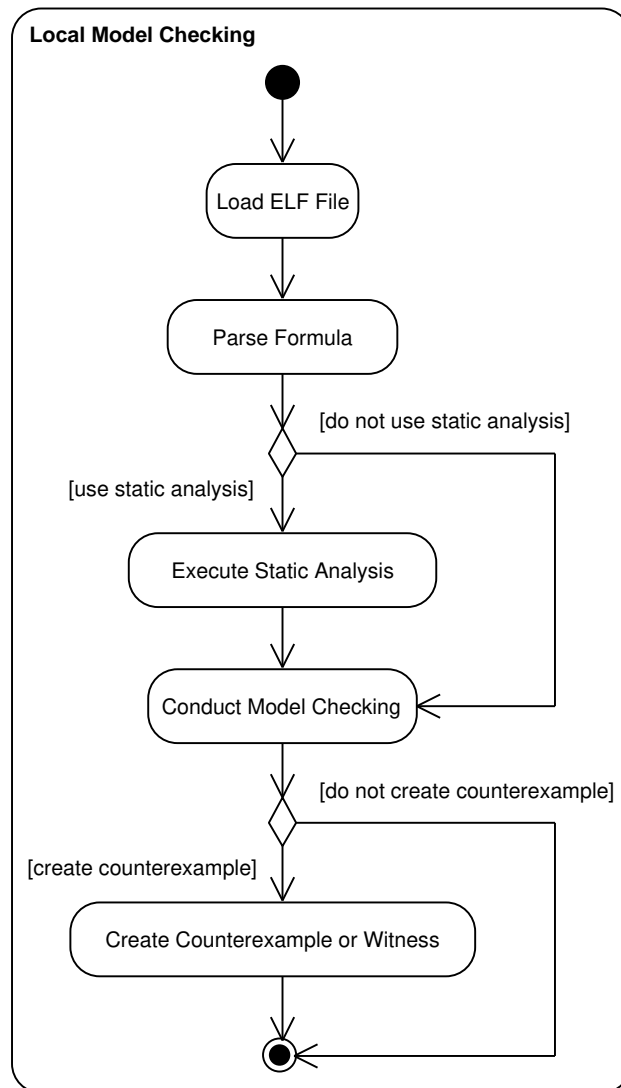 Local Model Checking
Load ELF File
Parse Formula
[do not use static analysis]
[use static analysis]
Execute Static Analysis
Conduct Model Checking
[do not create counterexample]
[create counterexample]
Create Counterexample or Witness